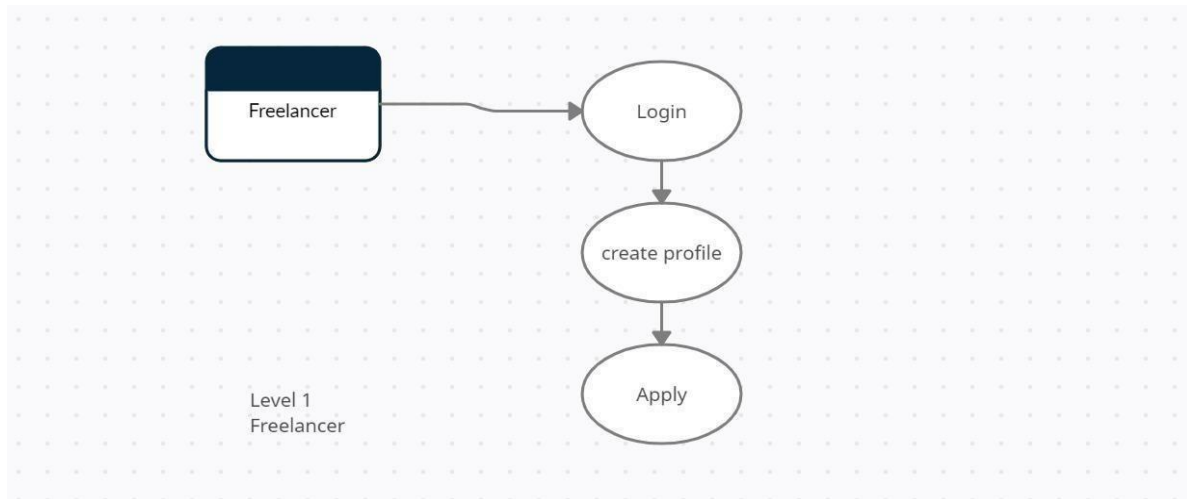 Freelancer
Login
create profile
Apply
Level 1
Freelancer